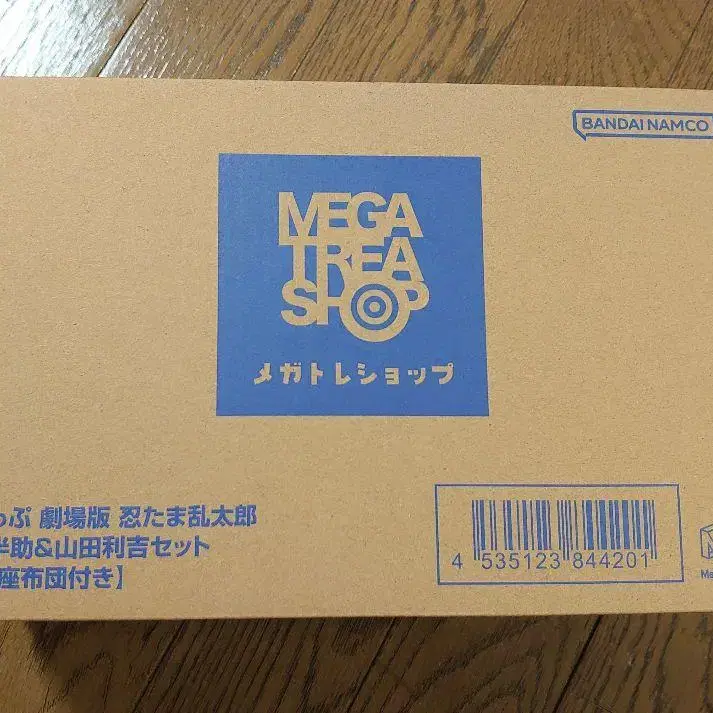 BANDAI NAMCO
MEGA
TREA
SHOP
メガトレショップ
っぷ 劇場版 忍たま乱太郎
半助&山田利吉セット
座布団付き】
4 535123 844201
Me